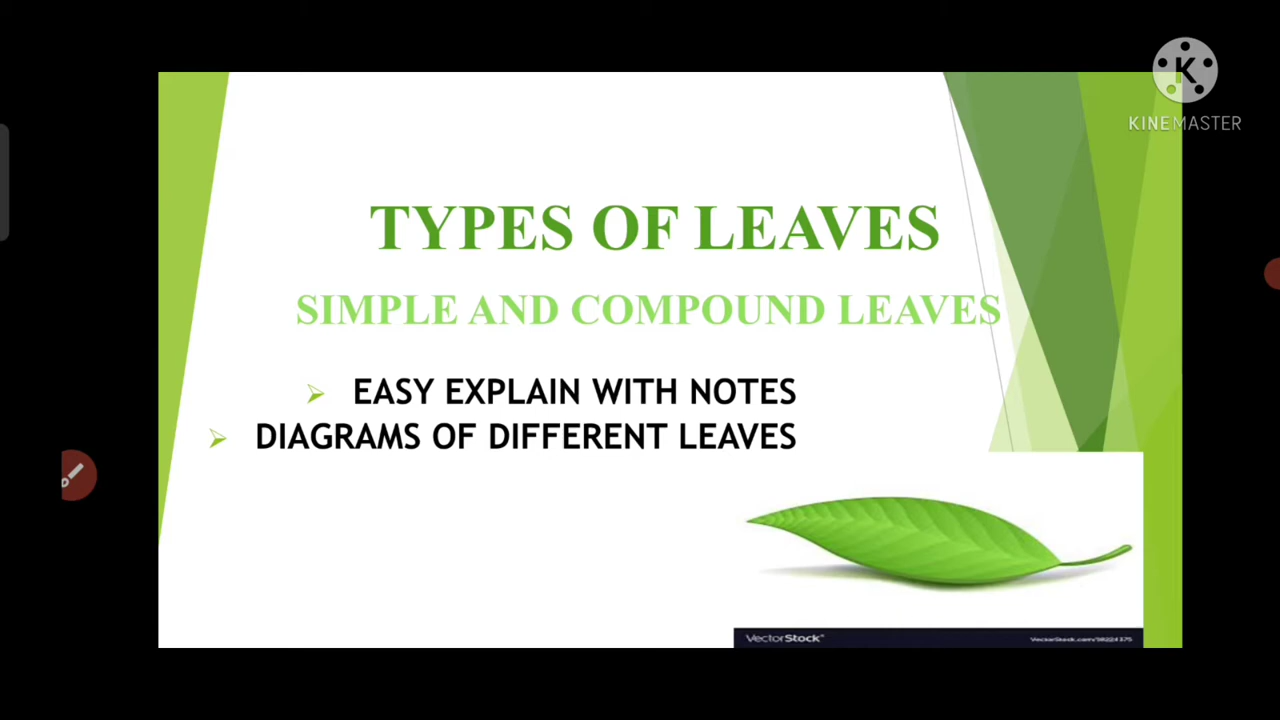 K
KINEMASTER
TYPES OF LEAVES
SIMPLE AND COMPOUND LEAVES
EASY EXPLAIN WITH NOTES
DIAGRAMS OF DIFFERENT LEAVES
VectorStock